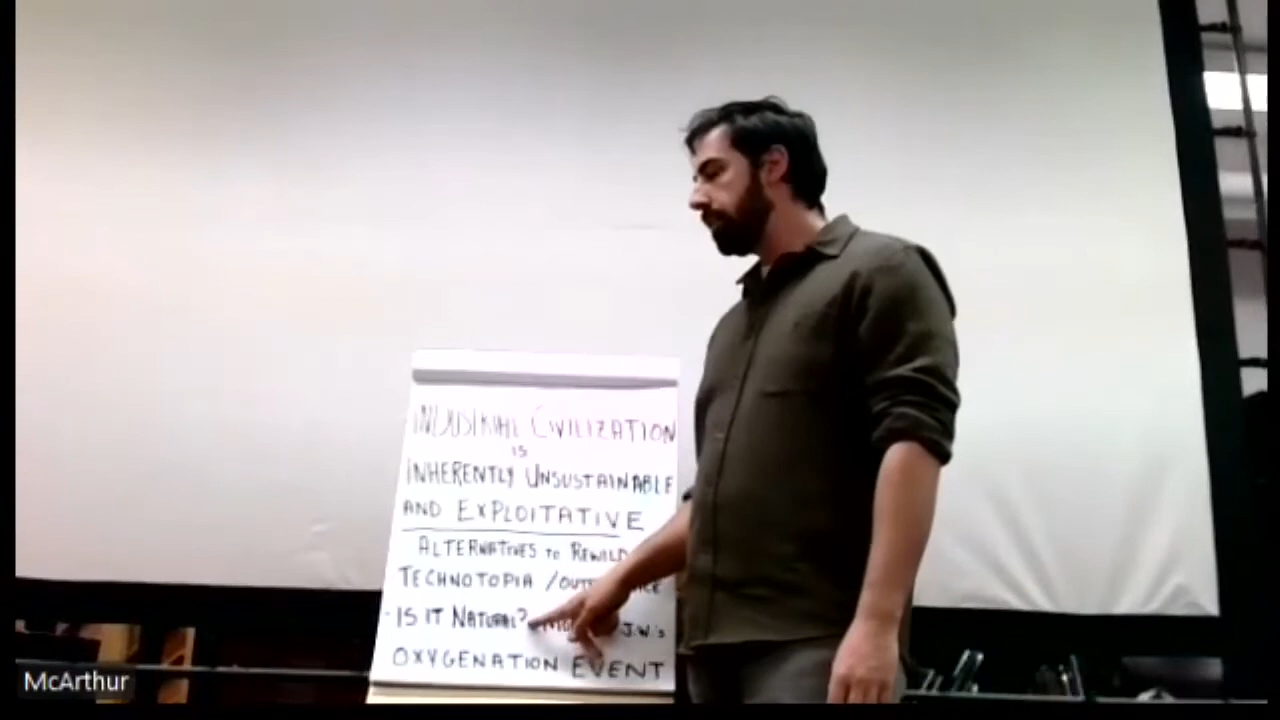 INDUSTRIAL CIVILIZATION
IS
INHERENTLY UNSUSTAINABLE
AND EXPLOITATIVE
ALTERNATIVES TO REWILD
TECHNOTOPIA /
- IS IT NATURAL? J.W.'s
OXYGENATION EVENT
McArthur